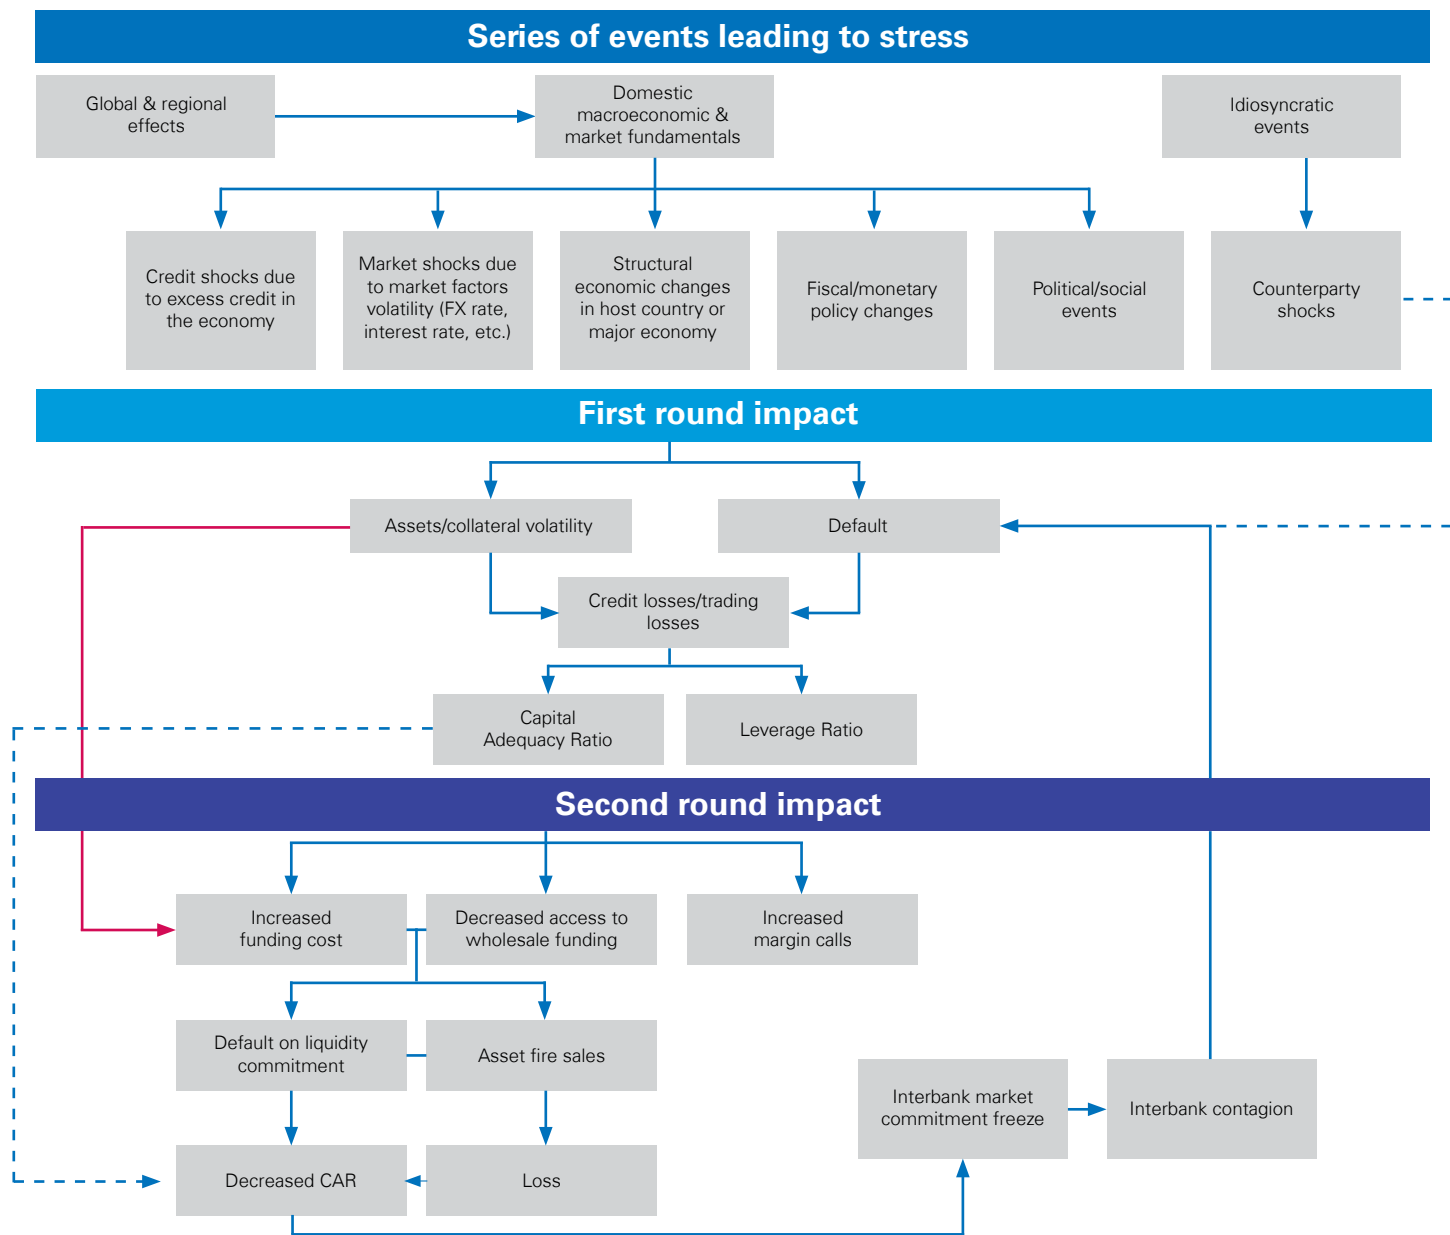 Series of events leading to stress
Global & regional
effects
Domestic
macroeconomic &
market fundamentals
Idiosyncratic
events
Credit shocks due
to excess credit in
the economy
Market shocks due
to market factors
volatility (FX rate,
interest rate, etc.)
Structural
economic changes
in host country or
major economy
Fiscal/monetary
policy changes
Political/social
events
Counterparty
shocks
First round impact
Assets/collateral volatility
Default
Credit losses/trading
losses
Capital
Adequacy Ratio
Leverage Ratio
Second round impact
Increased
funding cost
Decreased access to
wholesale funding
Increased
margin calls
Default on liquidity
commitment
Asset fire sales
Interbank market
commitment freeze
Interbank contagion
Decreased CAR
Loss